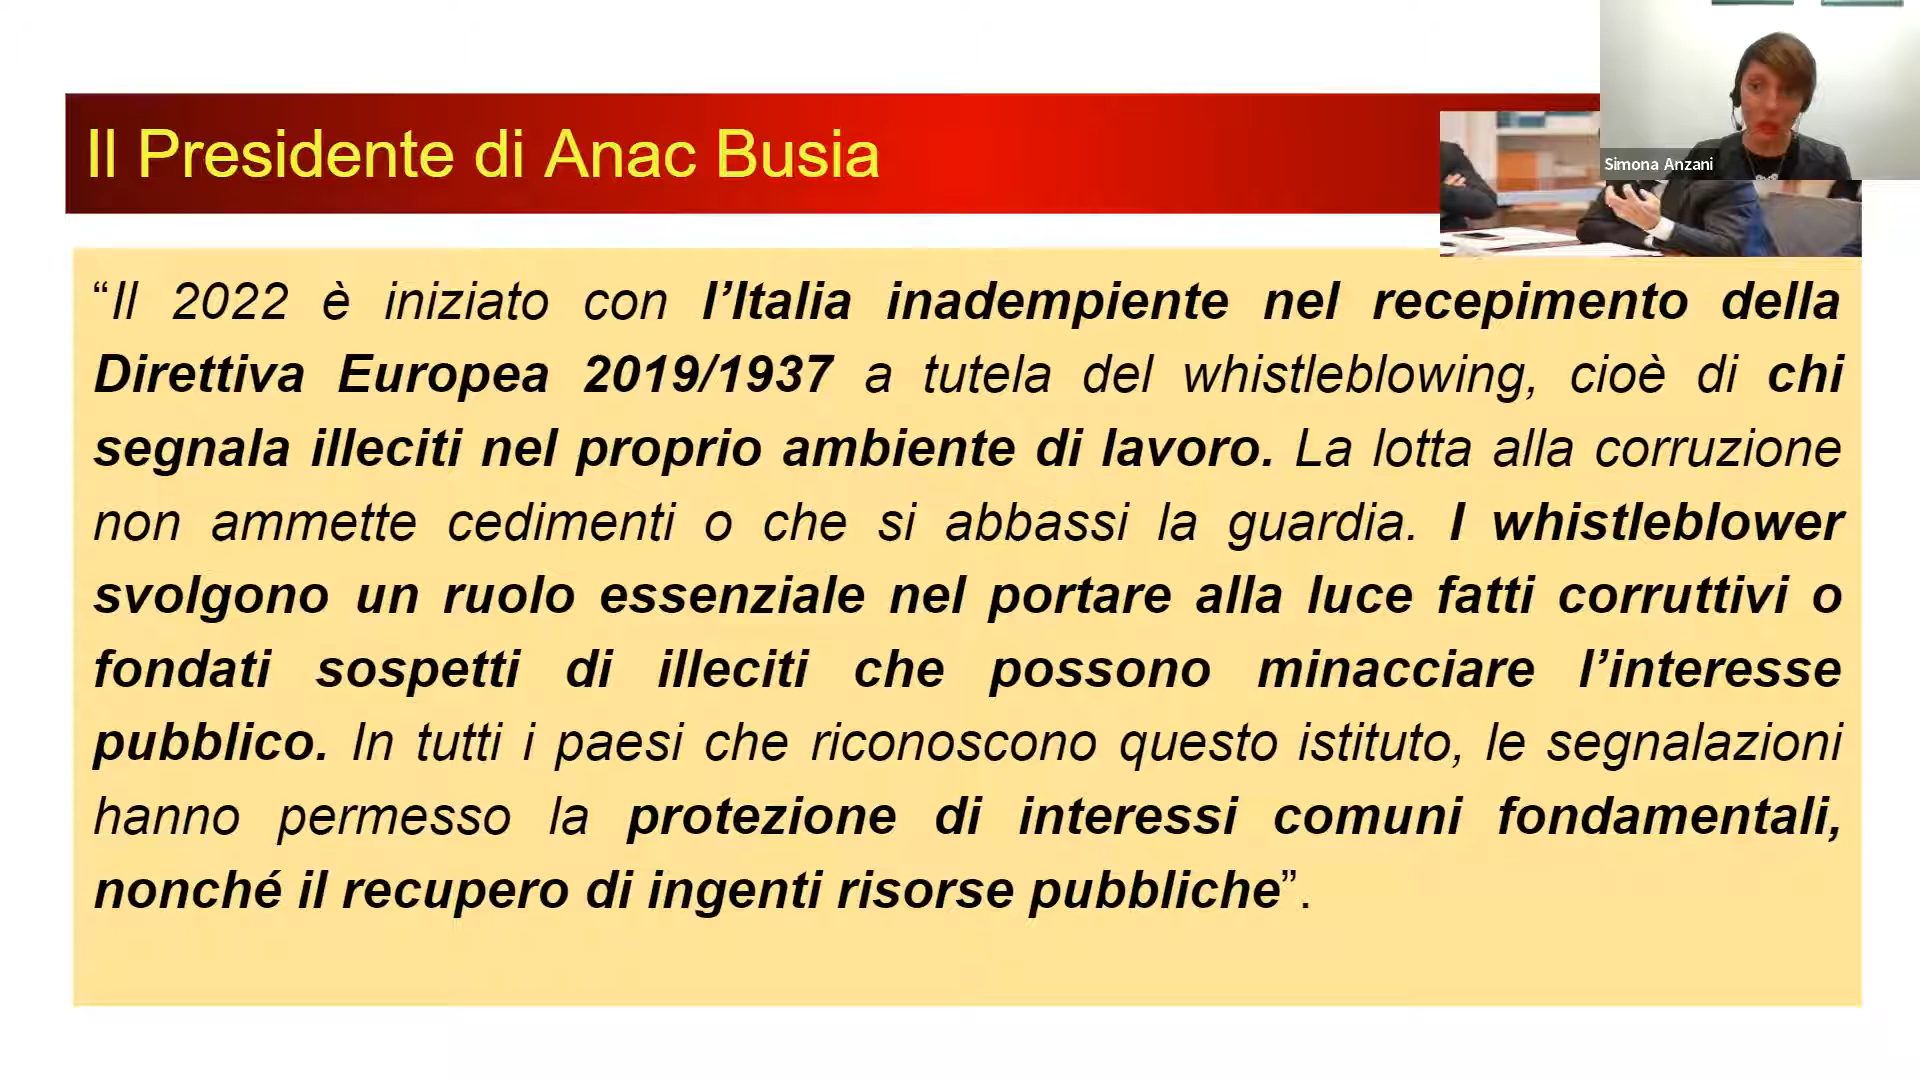 Il Presidente di Anac Busia
Simona Anzani
“Il 2022 è iniziato con l’Italia inadempiente nel recepimento della
Direttiva Europea 2019/1937 a tutela del whistleblowing, cioè di chi
segnala illeciti nel proprio ambiente di lavoro. La lotta alla corruzione
non ammette cedimenti o che si abbassi la guardia. I whistleblower
svolgono un ruolo essenziale nel portare alla luce fatti corruttivi o
fondati sospetti di illeciti che possono minacciare l’interesse
pubblico. In tutti i paesi che riconoscono questo istituto, le segnalazioni
hanno permesso la protezione di interessi comuni fondamentali,
nonché il recupero di ingenti risorse pubbliche”.